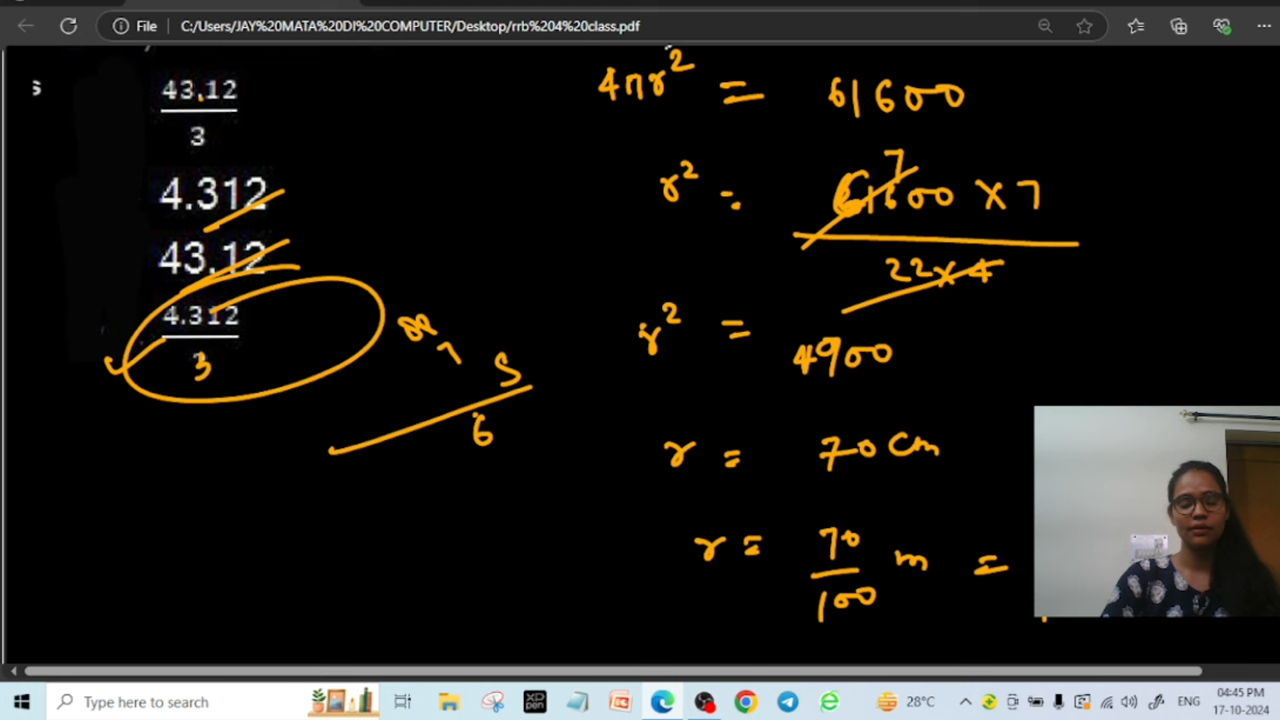 File C:/Users/JAY%20MATA%20DI%20COMPUTER/Desktop/rrb%204%20class.pdf
s
43.12
3
4.312
43.12
4.312
3
6
4πr² = 61600
r² = 61600 × 7
7
22 × 4
r² = 4900
r = 70 cm
r = 70
100
m =
Type here to search
28°C
ENG
04:45 PM
17-10-2024